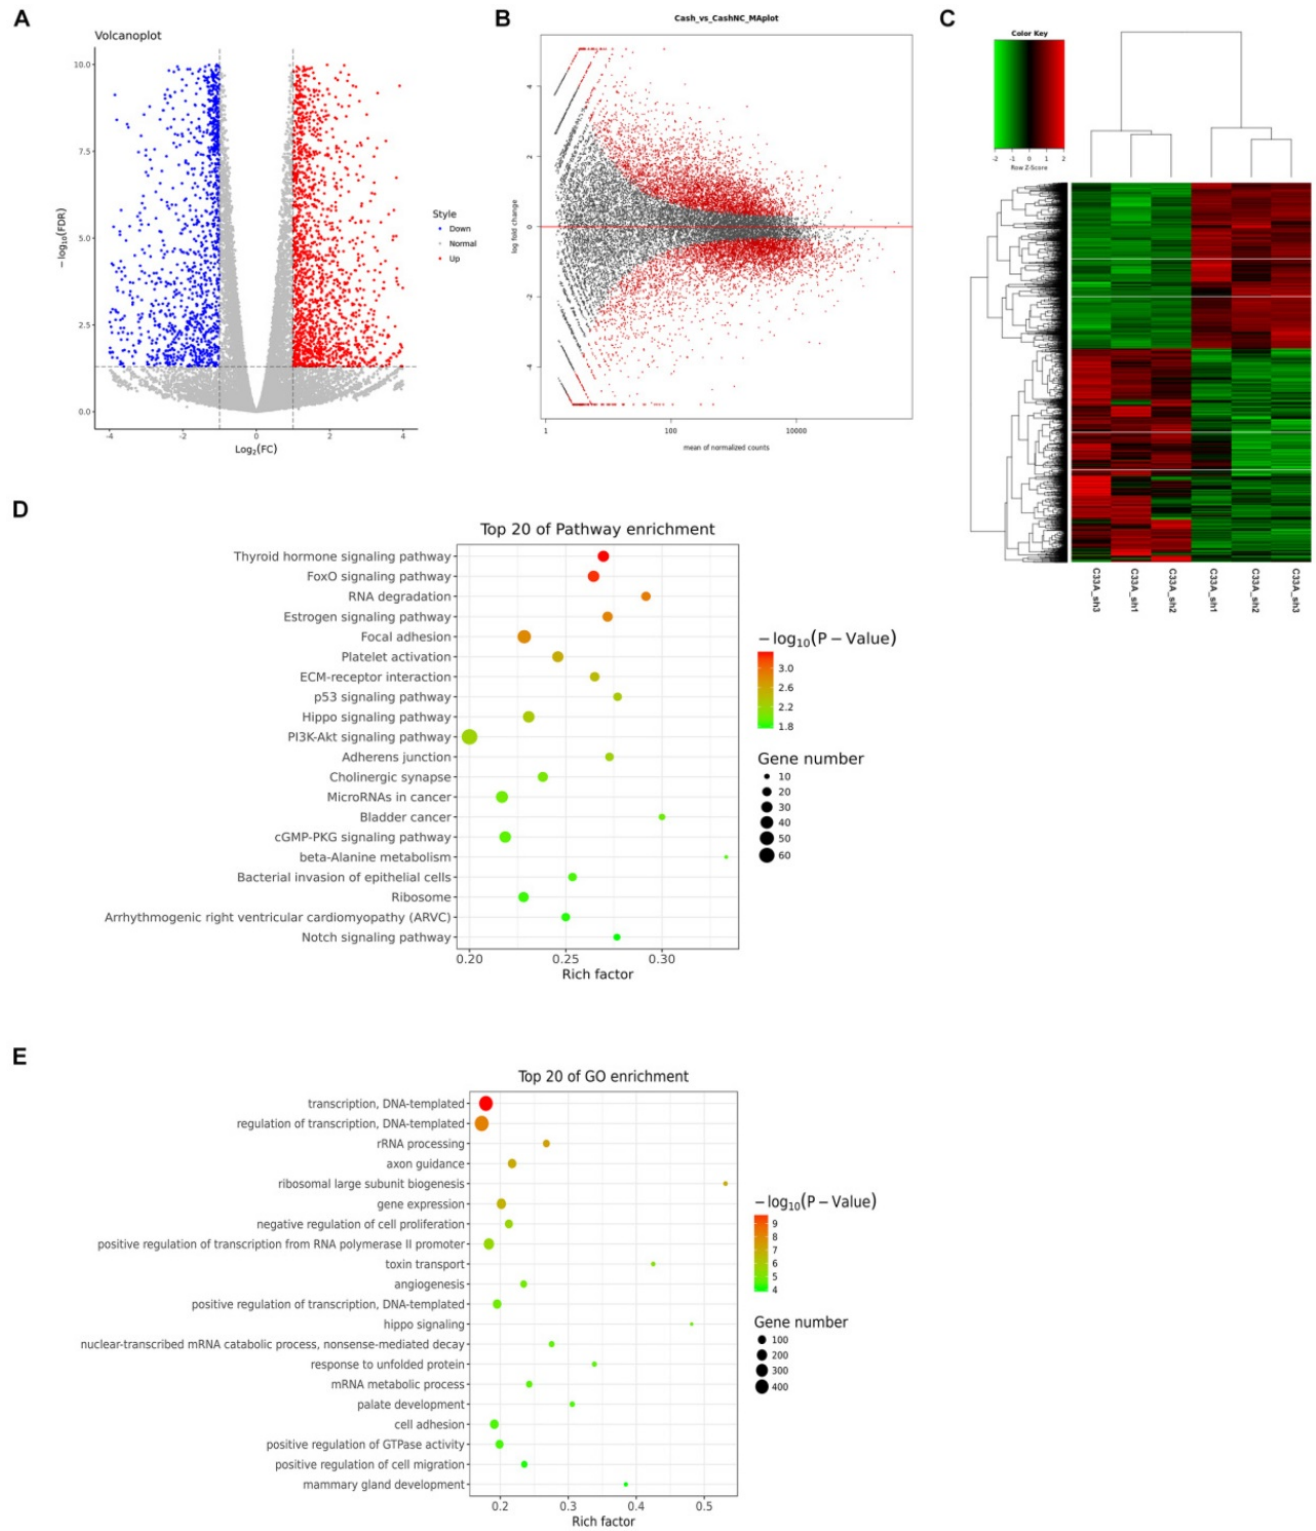 A
Volcanoplot
10.0
7.5
5.0
2.5
0.0
−log10(FDR)
-4 -2 0 2 4
Log2(FC)
Style
Down
Normal
Up
B
Cash_vs_CashNC_MAplot
4
2
0
-2
-4
log fold change
1 100 10000
mean of normalized counts
C
Color Key
-2 -1 0 1 2
Row Z-Score
C33A_sh3
C33A_sh1
C33A_sh2
C33A_sh1
C33A_sh2
C33A_sh3
D
Top 20 of Pathway enrichment
Thyroid hormone signaling pathway
FoxO signaling pathway
RNA degradation
Estrogen signaling pathway
Focal adhesion
Platelet activation
ECM-receptor interaction
p53 signaling pathway
Hippo signaling pathway
PI3K-Akt signaling pathway
Adherens junction
Cholinergic synapse
MicroRNAs in cancer
Bladder cancer
cGMP-PKG signaling pathway
beta-Alanine metabolism
Bacterial invasion of epithelial cells
Ribosome
Arrhythmogenic right ventricular cardiomyopathy (ARVC)
Notch signaling pathway
0.20 0.25 0.30
Rich factor
−log10(P−Value)
3.0
2.6
2.2
1.8
Gene number
10
20
30
40
50
60
E
Top 20 of GO enrichment
transcription, DNA-templated
regulation of transcription, DNA-templated
rRNA processing
axon guidance
ribosomal large subunit biogenesis
gene expression
negative regulation of cell proliferation
positive regulation of transcription from RNA polymerase II promoter
toxin transport
angiogenesis
positive regulation of transcription, DNA-templated
hippo signaling
nuclear-transcribed mRNA catabolic process, nonsense-mediated decay
response to unfolded protein
mRNA metabolic process
palate development
cell adhesion
positive regulation of GTPase activity
positive regulation of cell migration
mammary gland development
0.2 0.3 0.4 0.5
Rich factor
−log10(P−Value)
9
8
7
6
5
4
Gene number
100
200
300
400